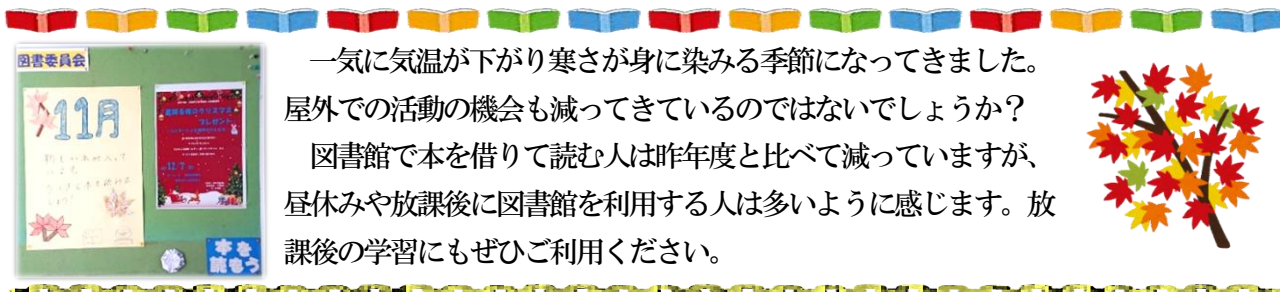 図書委員会
11月
12/7
本を
読もう
　一気に気温が下がり寒さが身に染みる季節になってきました。
屋外での活動の機会も減ってきているのではないでしょうか？
　図書館で本を借りて読む人は昨年度と比べて減っていますが、
昼休みや放課後に図書館を利用する人は多いように感じます。放
課後の学習にもぜひご利用ください。